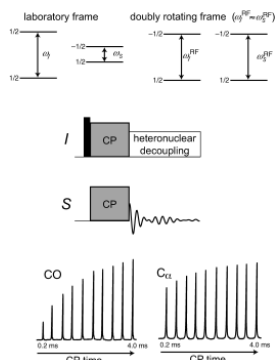 laboratory frame
doubly rotating frame (ω_I^RF ≈ ω_S^RF)
1/2 -1/2 -1/2 -1/2
ω_I ω_S ω_I^RF ω_S^RF
1/2 1/2 1/2 1/2
I
CP
heteronuclear
decoupling
S
CP
CO
Cα
0.2 ms 4.0 ms
CP time
0.2 ms 4.0 ms
CP time